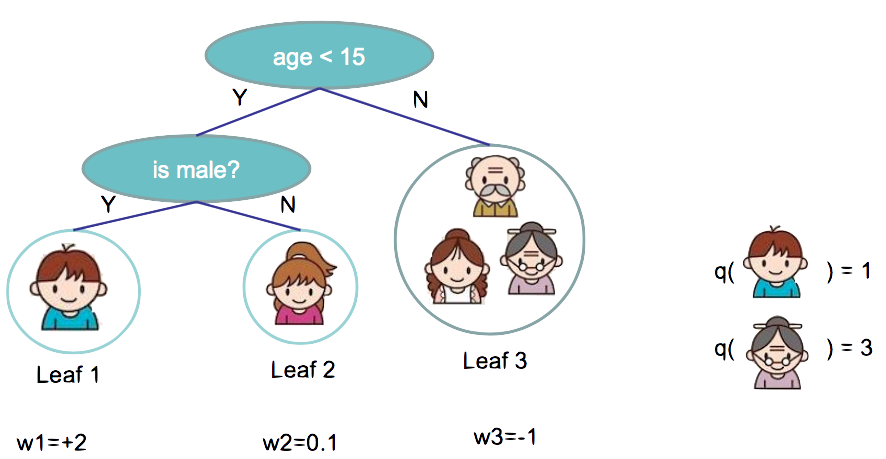 age < 15
Y
N
is male?
Y
N
Leaf 1
Leaf 2
Leaf 3
w1=+2
w2=0.1
w3=-1
q( ) = 1
q( ) = 3